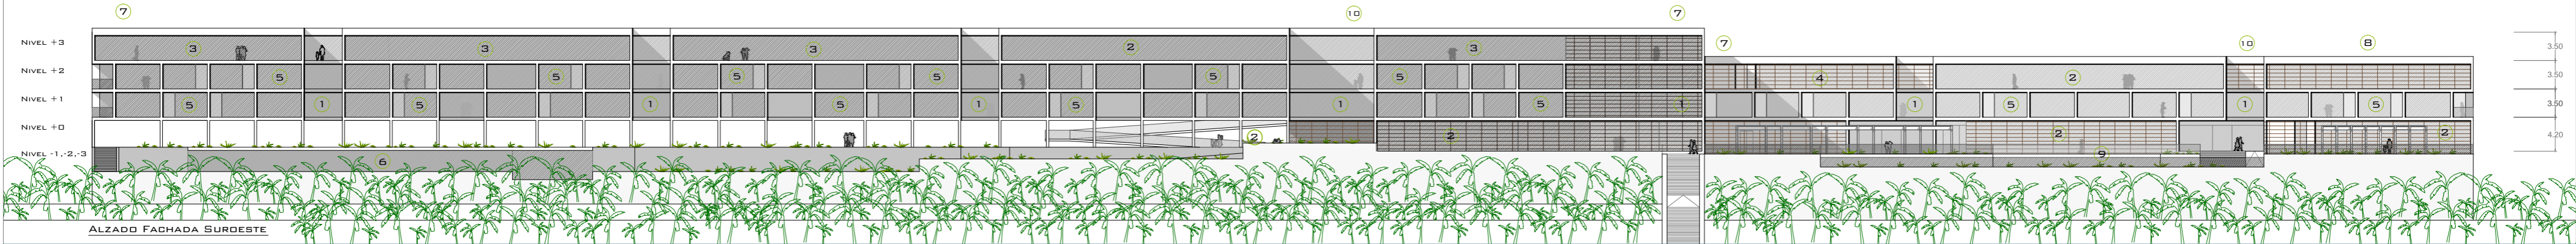 7 10 7
7 10 8
Nivel +3 3 3 3 2 3 3.50
Nivel +2 5 5 5 5 5 5 4 2 3.50
Nivel +1 5 1 5 1 5 1 5 1 5 1 1 5 1 5 3.50
Nivel +0 2 2 2 2 4.20
Nivel -1,-2,-3 6 9
Alzado Fachada Suroeste